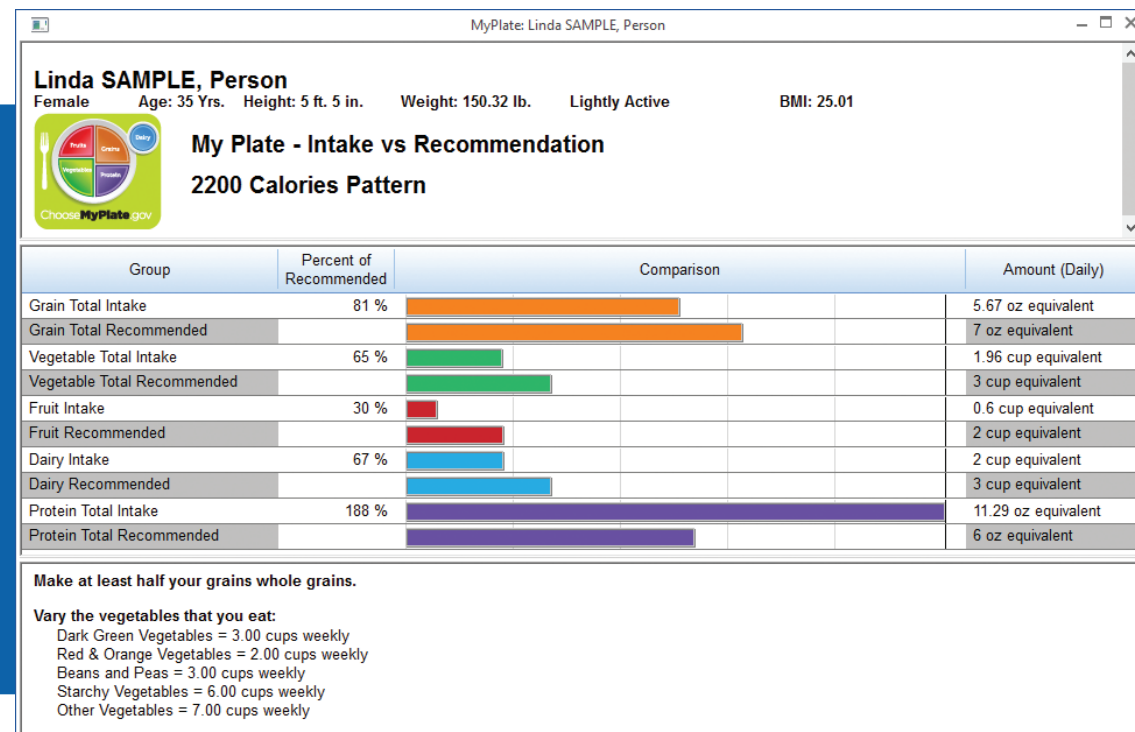 MyPlate: Linda SAMPLE, Person
Linda SAMPLE, Person
Female Age: 35 Yrs. Height: 5 ft. 5 in. Weight: 150.32 lb. Lightly Active BMI: 25.01
Fruits
Grains
Dairy
Vegetables
Protein
ChooseMyPlate.gov
My Plate - Intake vs Recommendation
2200 Calories Pattern
Group Percent of Recommended Comparison Amount (Daily)
Grain Total Intake 81 % 5.67 oz equivalent
Grain Total Recommended 7 oz equivalent
Vegetable Total Intake 65 % 1.96 cup equivalent
Vegetable Total Recommended 3 cup equivalent
Fruit Intake 30 % 0.6 cup equivalent
Fruit Recommended 2 cup equivalent
Dairy Intake 67 % 2 cup equivalent
Dairy Recommended 3 cup equivalent
Protein Total Intake 188 % 11.29 oz equivalent
Protein Total Recommended 6 oz equivalent
Make at least half your grains whole grains.
Vary the vegetables that you eat:
Dark Green Vegetables = 3.00 cups weekly
Red & Orange Vegetables = 2.00 cups weekly
Beans and Peas = 3.00 cups weekly
Starchy Vegetables = 6.00 cups weekly
Other Vegetables = 7.00 cups weekly